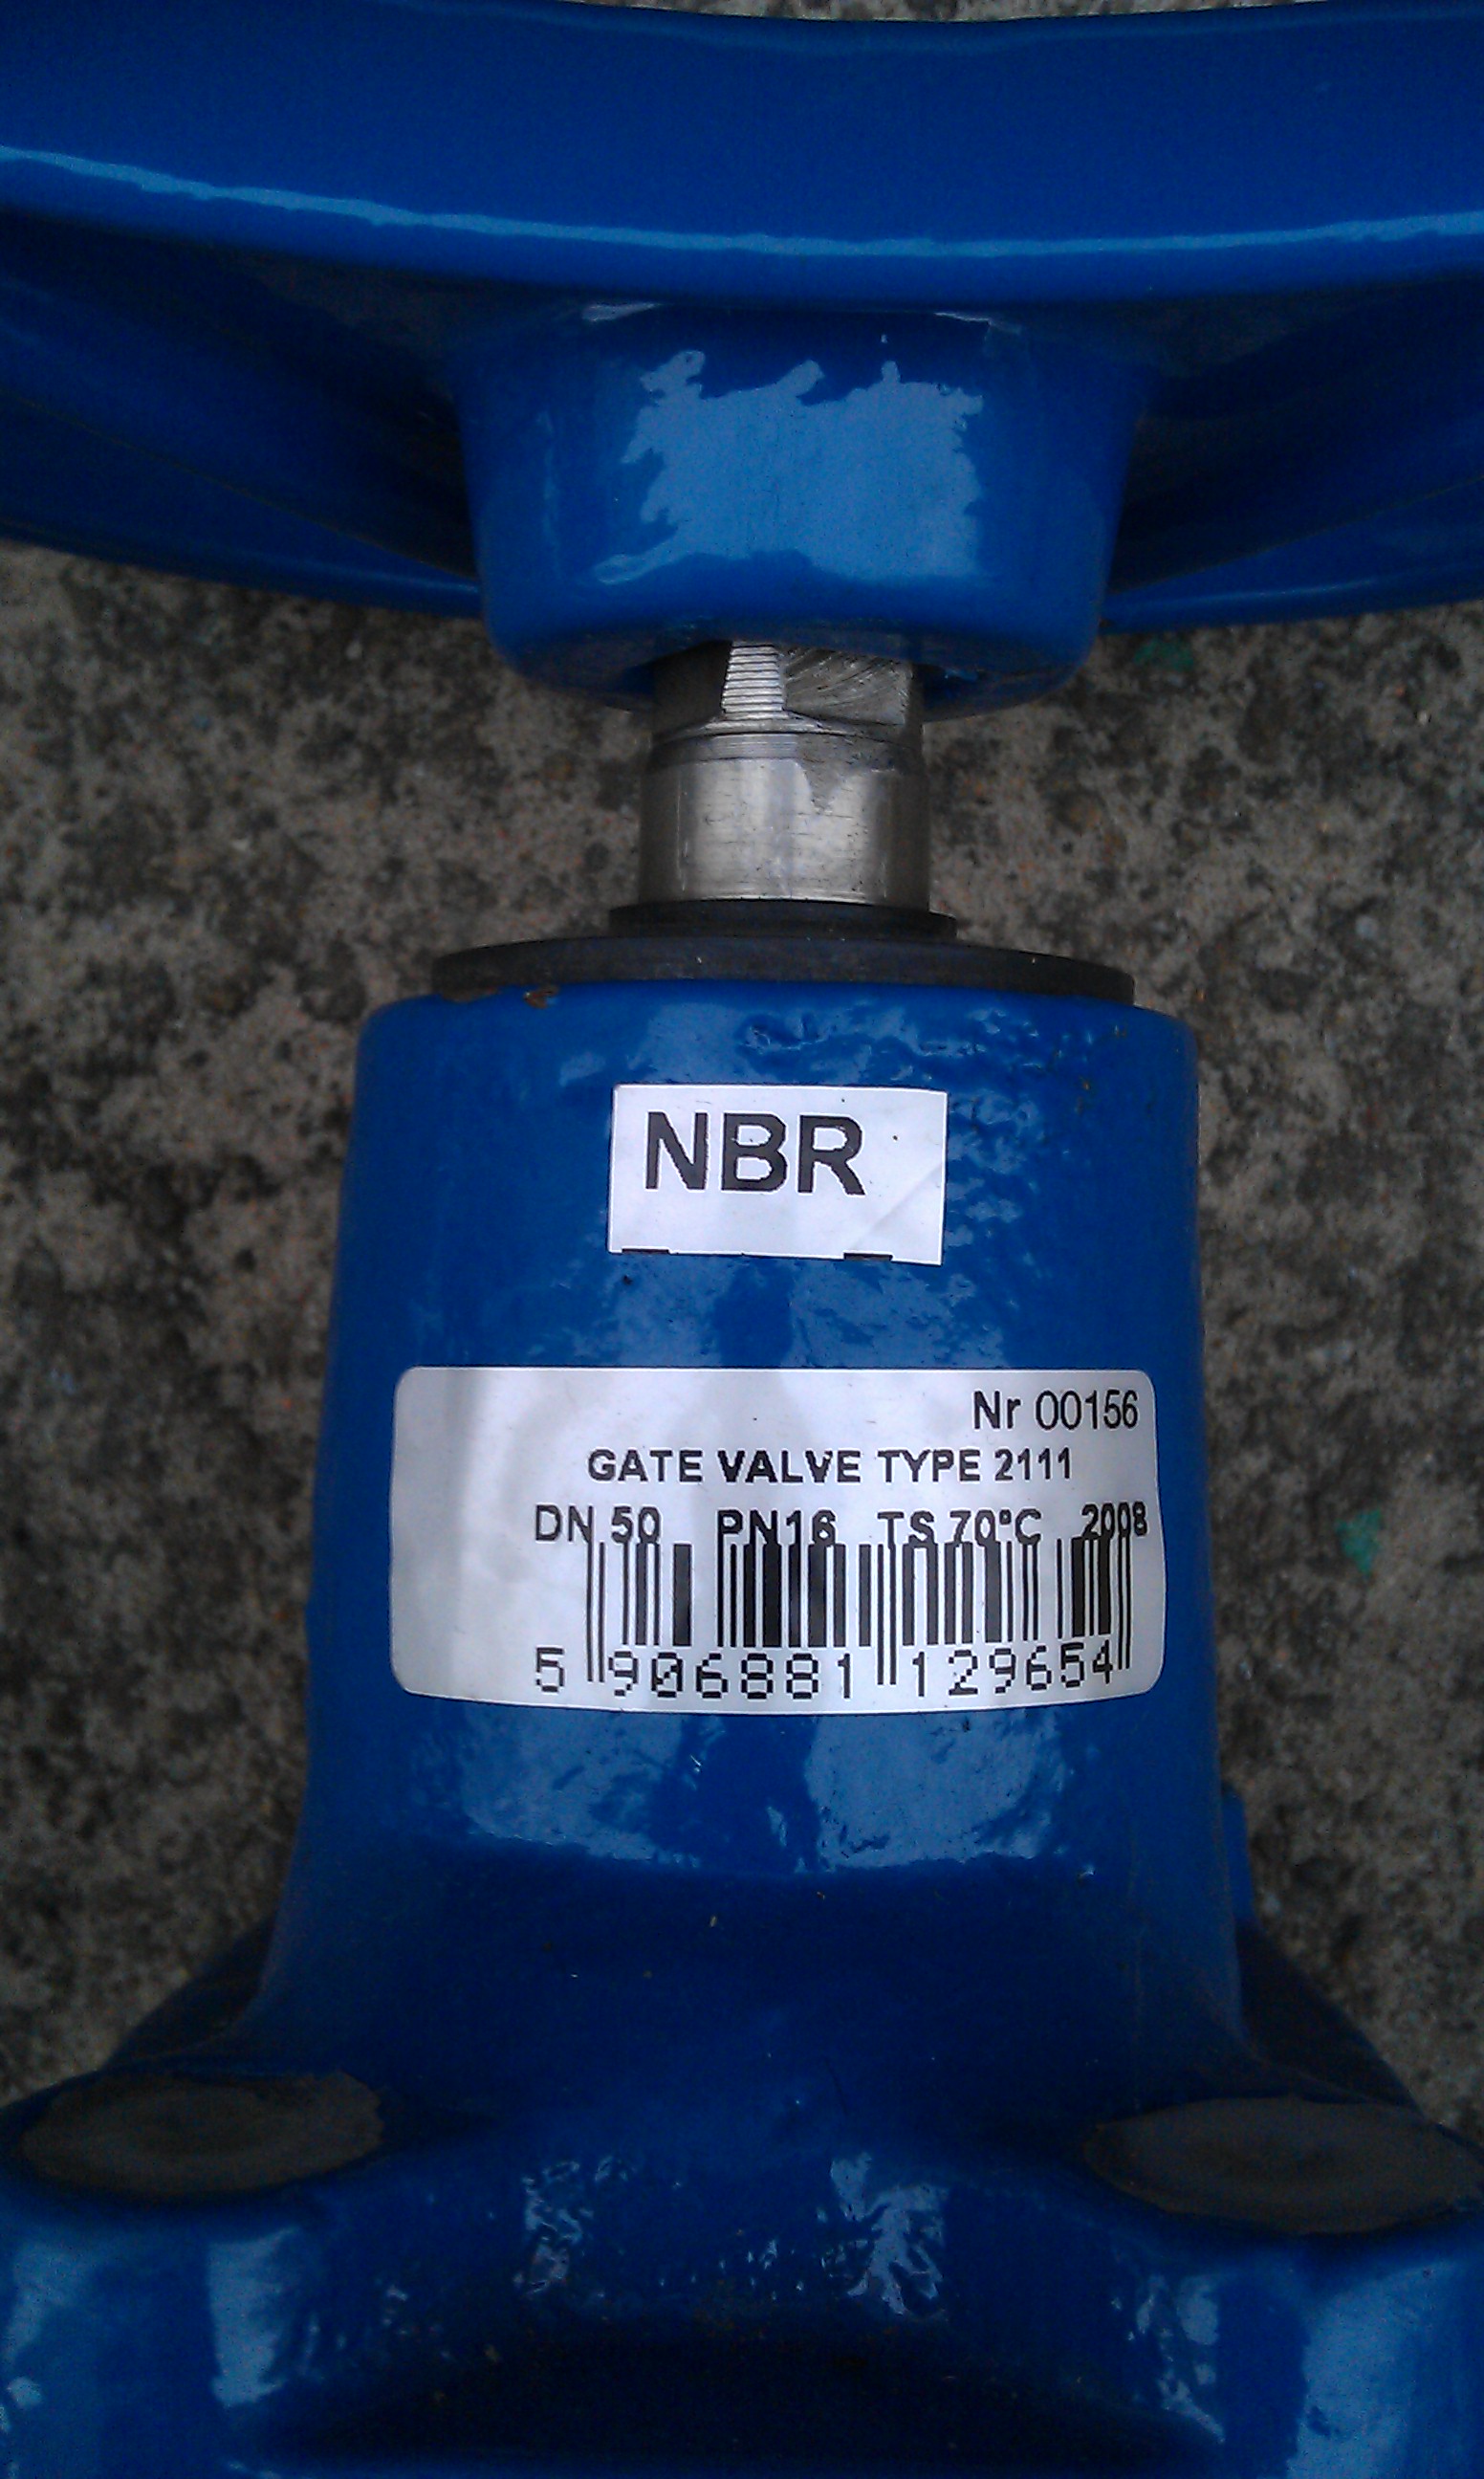 NBR
Nr 00156
GATE VALVE TYPE 2111
DN 50 PN16 TS 70°C 2008
5 906881 129654